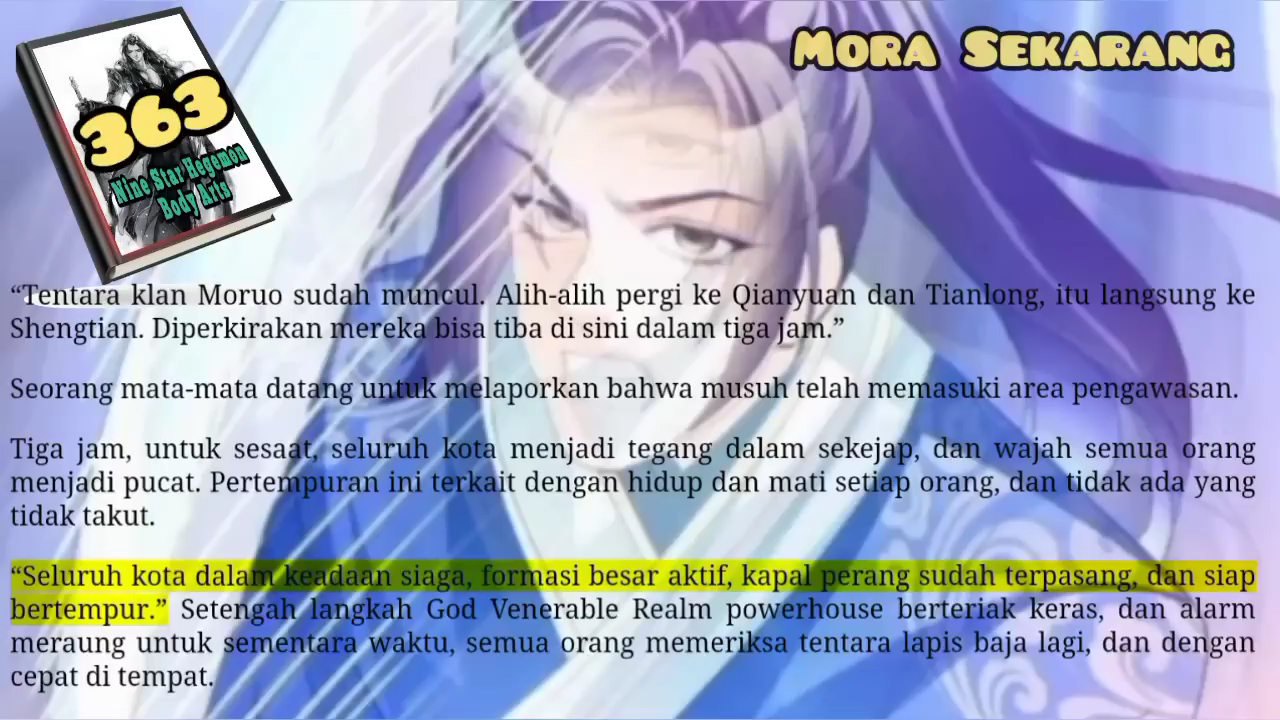 Mora Sekarang
363
Nine Star Hegemon
Body Arts
“Tentara klan Moruo sudah muncul. Alih-alih pergi ke Qianyuan dan Tianlong, itu langsung ke
Shengtian. Diperkirakan mereka bisa tiba di sini dalam tiga jam.”
Seorang mata-mata datang untuk melaporkan bahwa musuh telah memasuki area pengawasan.
Tiga jam, untuk sesaat, seluruh kota menjadi tegang dalam sekejap, dan wajah semua orang
menjadi pucat. Pertempuran ini terkait dengan hidup dan mati setiap orang, dan tidak ada yang
tidak takut.
“Seluruh kota dalam keadaan siaga, formasi besar aktif, kapal perang sudah terpasang, dan siap
bertempur.” Setengah langkah God Venerable Realm powerhouse berteriak keras, dan alarm
meraung untuk sementara waktu, semua orang memeriksa tentara lapis baja lagi, dan dengan
cepat di tempat.